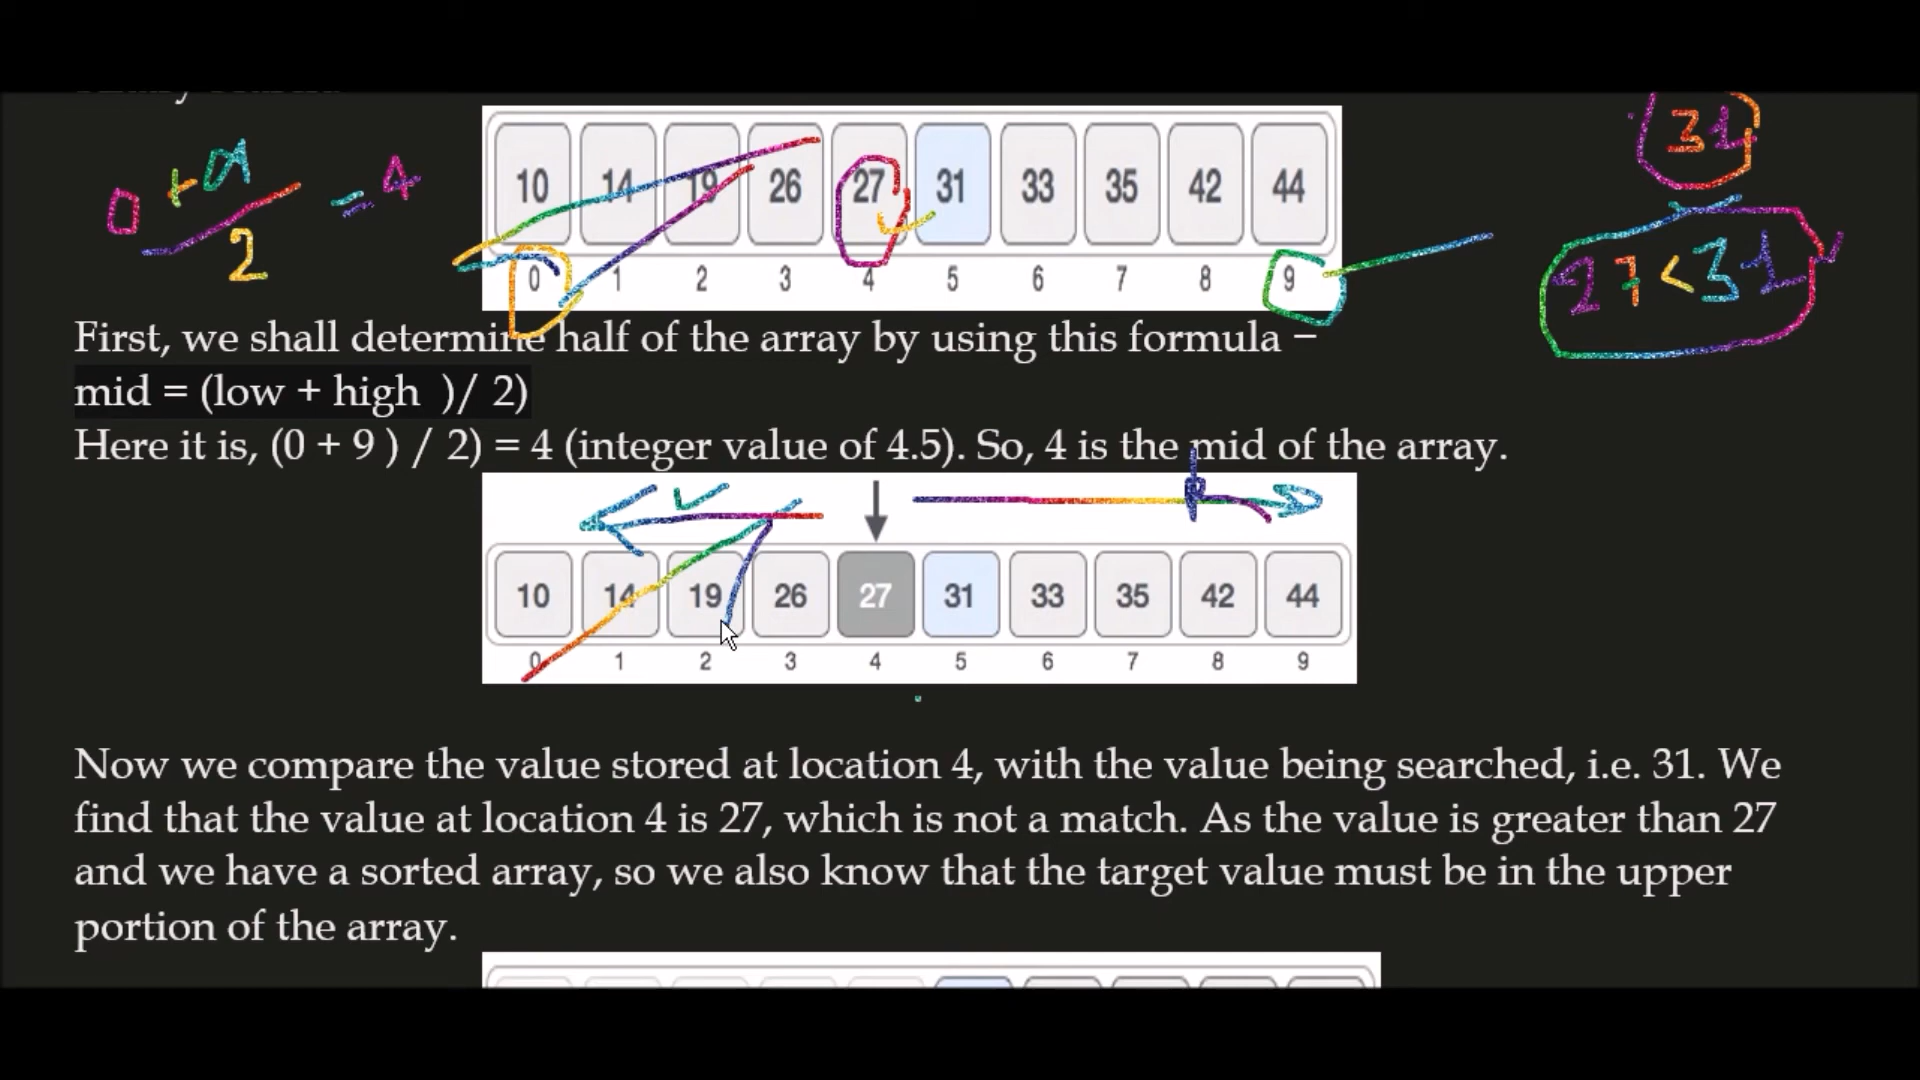 0 + 9
2
= 4
31
27 < 31
10 14 19 26 27 31 33 35 42 44
0 1 2 3 4 5 6 7 8 9
First, we shall determine half of the array by using this formula −
mid = (low + high )/ 2)
Here it is, (0 + 9 ) / 2) = 4 (integer value of 4.5). So, 4 is the mid of the array.
10 14 19 26 27 31 33 35 42 44
0 1 2 3 4 5 6 7 8 9
Now we compare the value stored at location 4, with the value being searched, i.e. 31. We
find that the value at location 4 is 27, which is not a match. As the value is greater than 27
and we have a sorted array, so we also know that the target value must be in the upper
portion of the array.